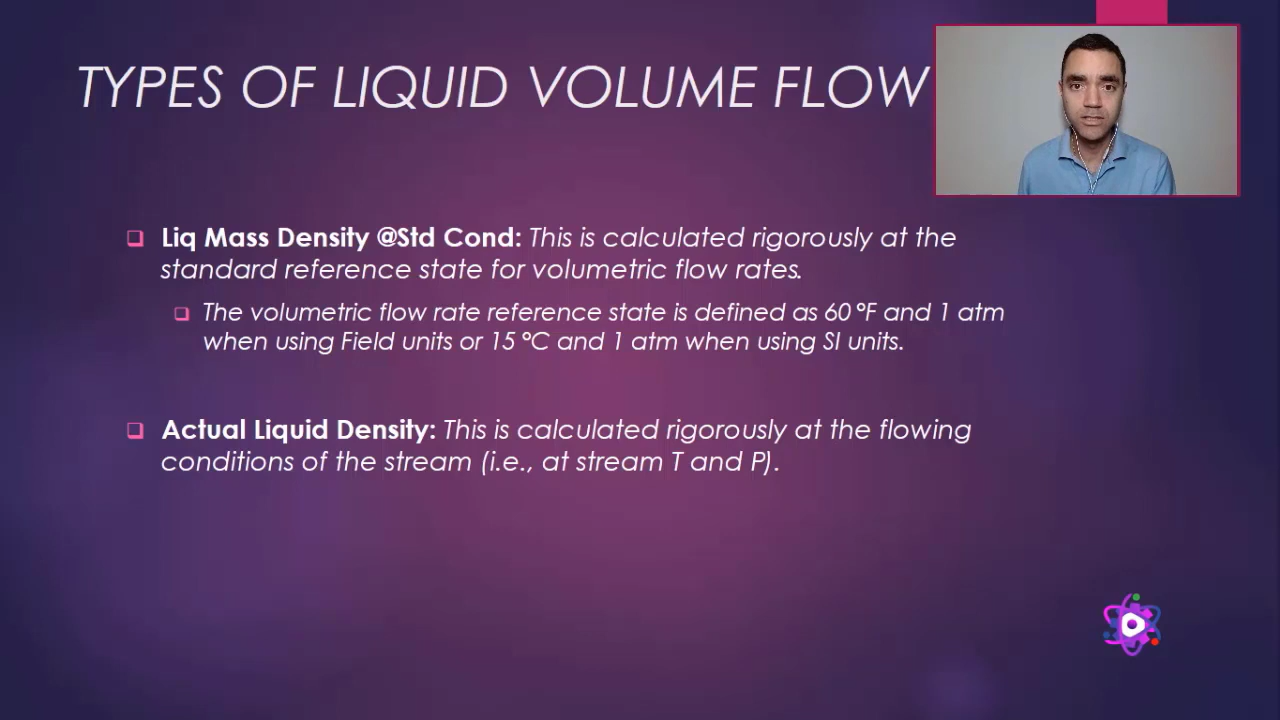 TYPES OF LIQUID VOLUME FLOW
Liq Mass Density @Std Cond: This is calculated rigorously at the
standard reference state for volumetric flow rates.
The volumetric flow rate reference state is defined as 60 ºF and 1 atm
when using Field units or 15 ºC and 1 atm when using SI units.
Actual Liquid Density: This is calculated rigorously at the flowing
conditions of the stream (i.e., at stream T and P).